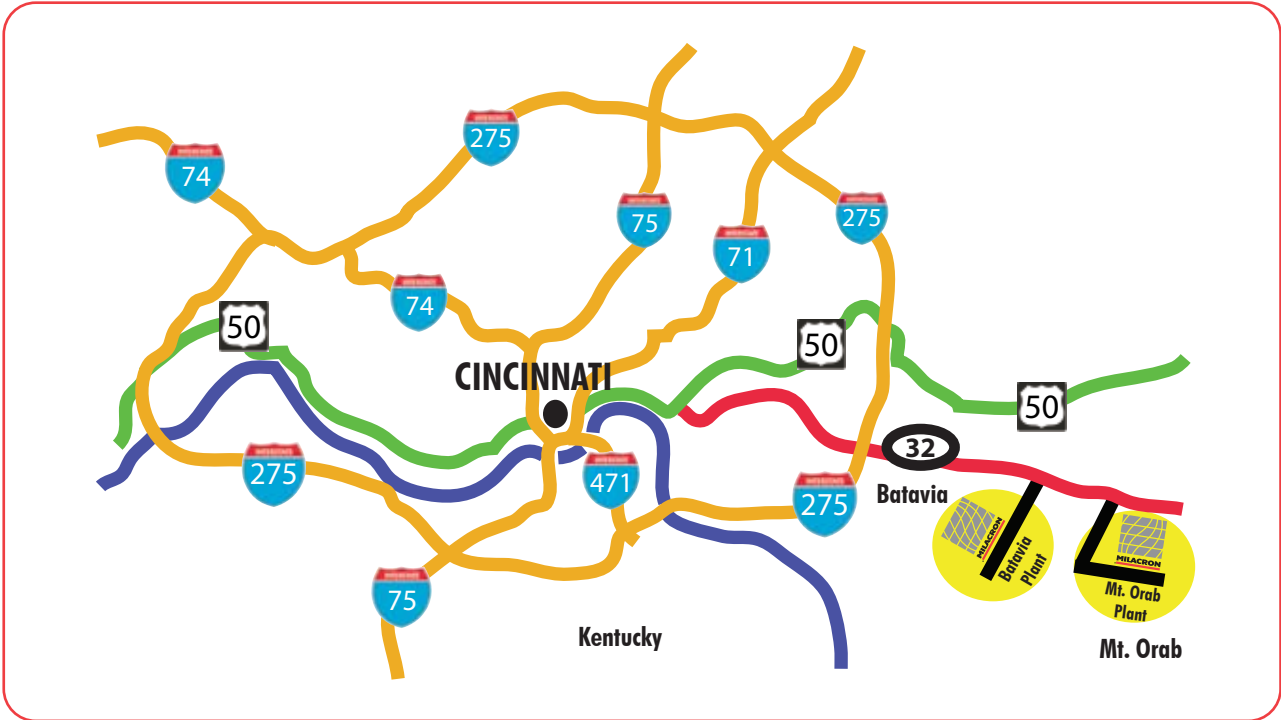 275
74
275
75
71
74
50
50
CINCINNATI
50
32
275
471
Batavia
275
MILACRON
Batavia
Plant
MILACRON
Mt. Orab
Plant
75
Kentucky
Mt. Orab